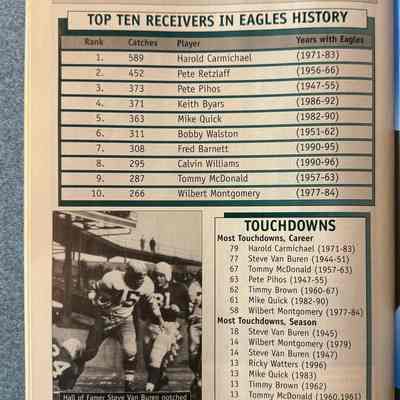 TOP TEN RECEIVERS IN EAGLES HISTORY
Rank Catches Player Years with Eagles
1. 589 Harold Carmichael (1971-83)
2. 452 Pete Retzlaff (1956-66)
3. 373 Pete Pihos (1947-55)
4. 371 Keith Byars (1986-92)
5. 363 Mike Quick (1982-90)
6. 311 Bobby Walston (1951-62)
7. 308 Fred Barnett (1990-95)
8. 295 Calvin Williams (1990-96)
9. 287 Tommy McDonald (1957-63)
10. 266 Wilbert Montgomery (1977-84)
TOUCHDOWNS
Most Touchdowns, Career
79 Harold Carmichael (1971-83)
77 Steve Van Buren (1944-51)
67 Tommy McDonald (1957-63)
63 Pete Pihos (1947-55)
62 Timmy Brown (1960-67)
61 Mike Quick (1982-90)
58 Wilbert Montgomery (1977-84)
Most Touchdowns, Season
18 Steve Van Buren (1945)
14 Wilbert Montgomery (1979)
14 Steve Van Buren (1947)
13 Ricky Watters (1996)
13 Mike Quick (1983)
13 Timmy Brown (1962)
13 Tommy McDonald (1960,1961)
15
Hall of Famer Steve Van Buren notched